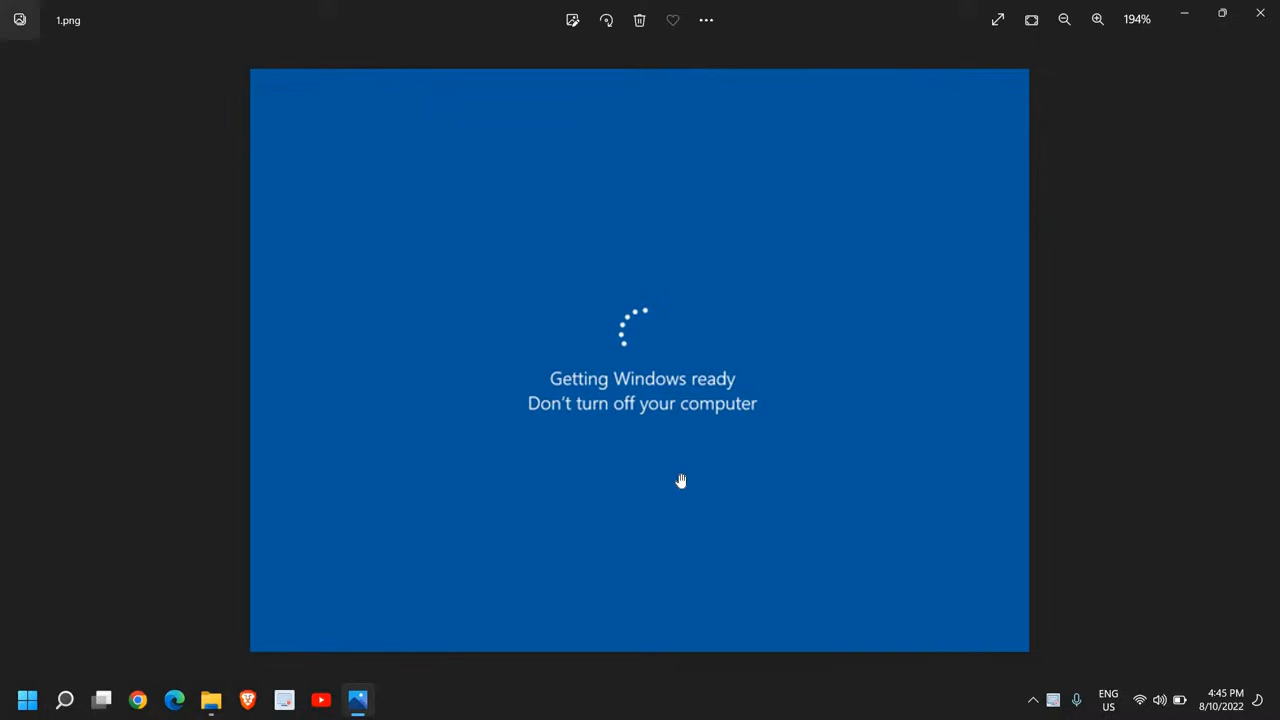 1.png
194%
Getting Windows ready
Don't turn off your computer
ENG
US
4:45 PM
8/10/2022